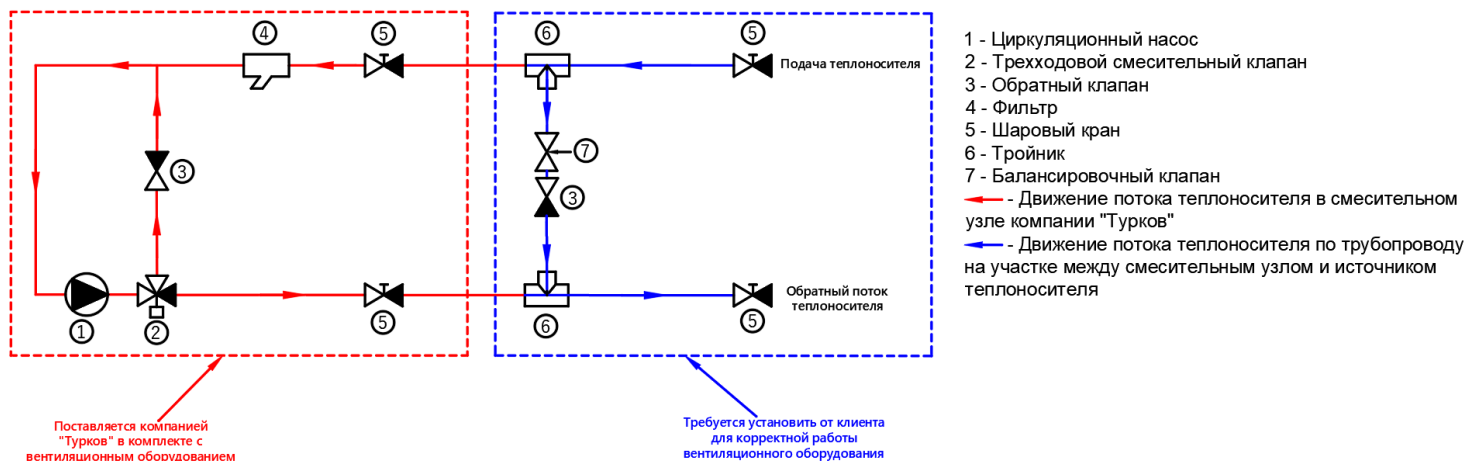 4
5
6
5
Подача теплоносителя
3
7
3
1
2
5
6
5
Обратный поток
теплоносителя
1 - Циркуляционный насос
2 - Трехходовой смесительный клапан
3 - Обратный клапан
4 - Фильтр
5 - Шаровый кран
6 - Тройник
7 - Балансировочный клапан
- Движение потока теплоносителя в смесительном
узле компании "Турков"
- Движение потока теплоносителя по трубопроводу
на участке между смесительным узлом и источником
теплоносителя
Поставляется компанией
"Турков" в комплекте с
вентиляционным оборудованием
Требуется установить от клиента
для корректной работы
вентиляционного оборудования